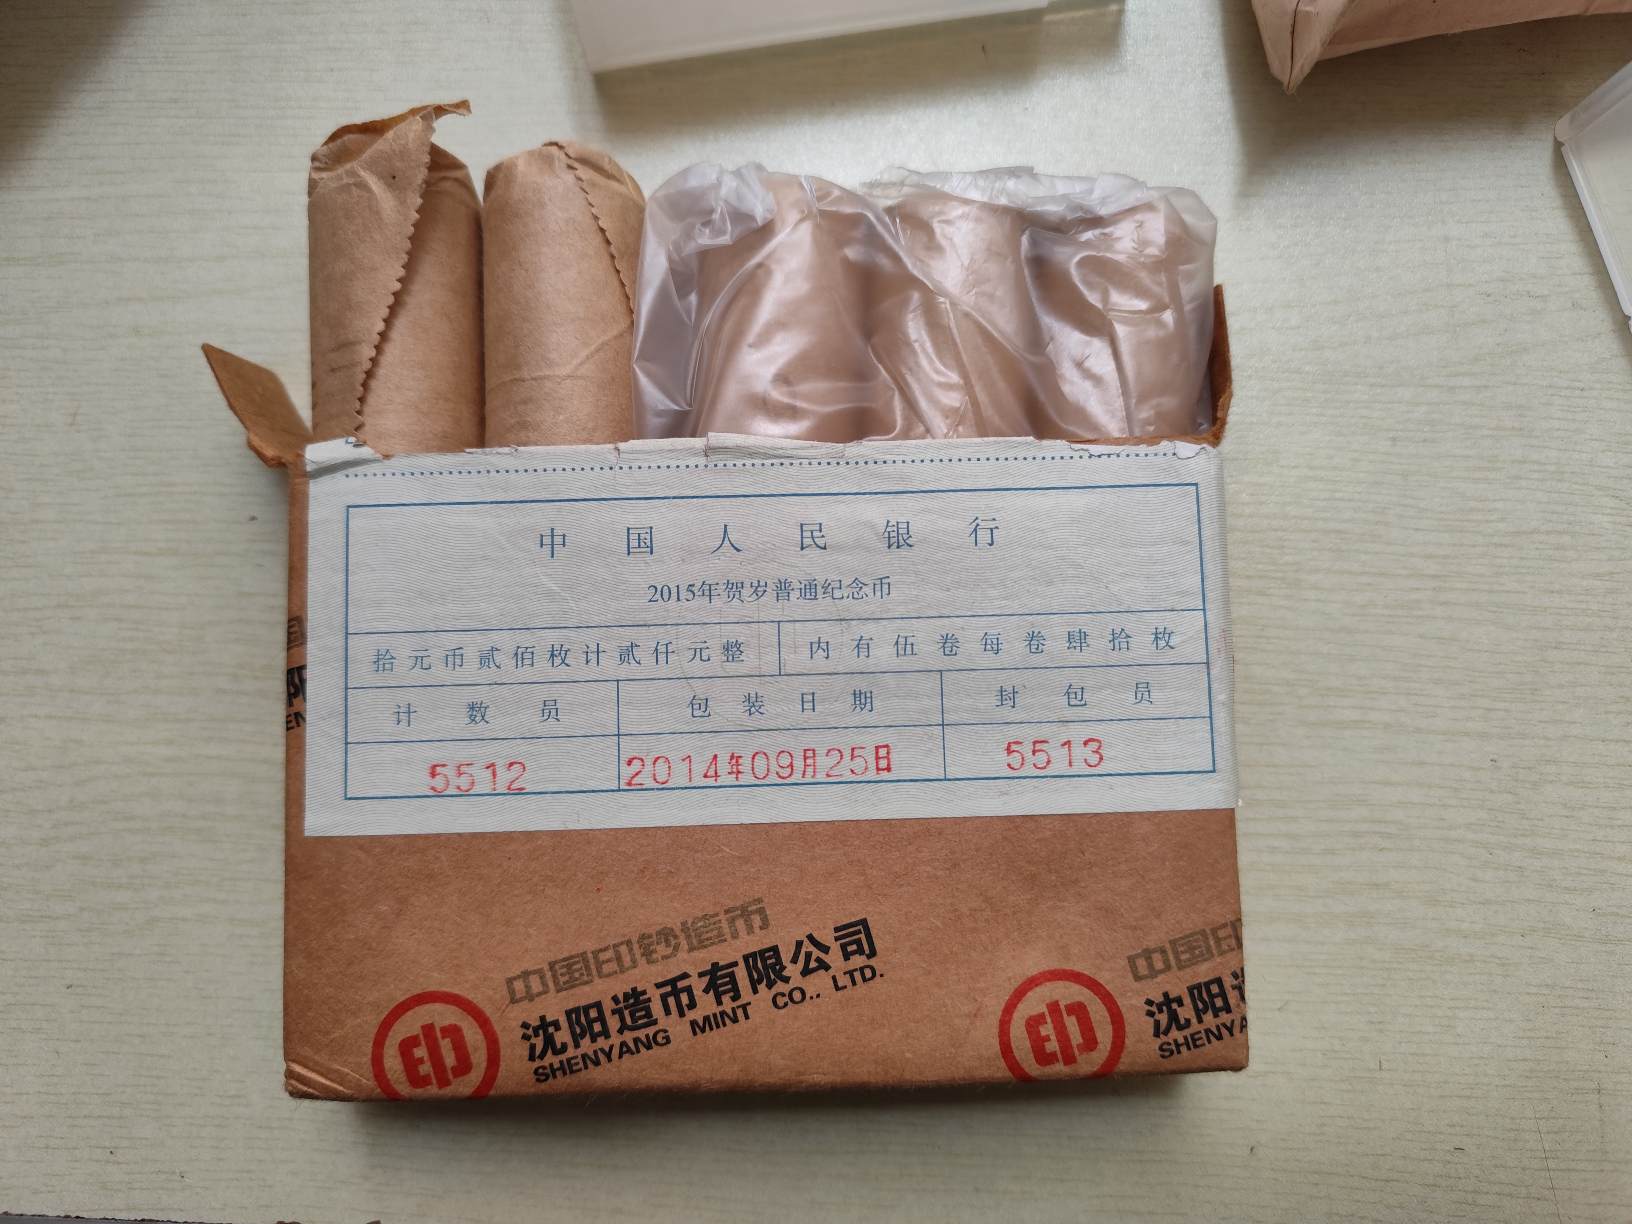 中国人民银行
2015年贺岁普通纪念币
拾元币贰佰枚计贰仟元整
内有伍卷每卷肆拾枚
计数员
包装日期
封包员
5512
2014年09月25日
5513
中国印钞造币
沈阳造币有限公司
SHENYANG MINT CO., LTD.
中国印
沈阳造
SHENYA
国
阳
EN